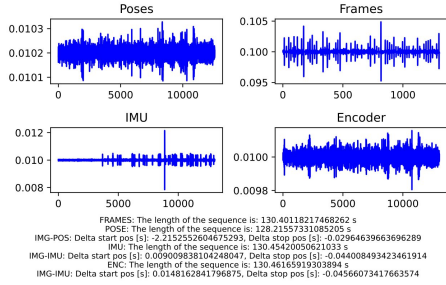 Poses
Frames
0.0103
0.0102
0.0101
0
5000
10000
0.105
0.100
0.095
0
500
1000
IMU
Encoder
0.012
0.010
0.008
0
5000
10000
0.0100
0.0098
0
5000
10000
FRAMES: The length of the sequence is: 130.40118217468262 s
POSE: The length of the sequence is: 128.21557331085205 s
IMG-POS: Delta start pos [s]: -2.2152552604675293, Delta stop pos [s]: -0.02964639663696289
IMU: The length of the sequence is: 130.4542005062103​3 s
IMG-IMU: Delta start pos [s]: 0.009009838104248047, Delta stop pos [s]: -0.044008493423461914
ENC: The length of the sequence is: 130.46165919303894 s
IMG-IMU: Delta start pos [s]: 0.0148162841796875, Delta stop pos [s]: -0.04566073417663574